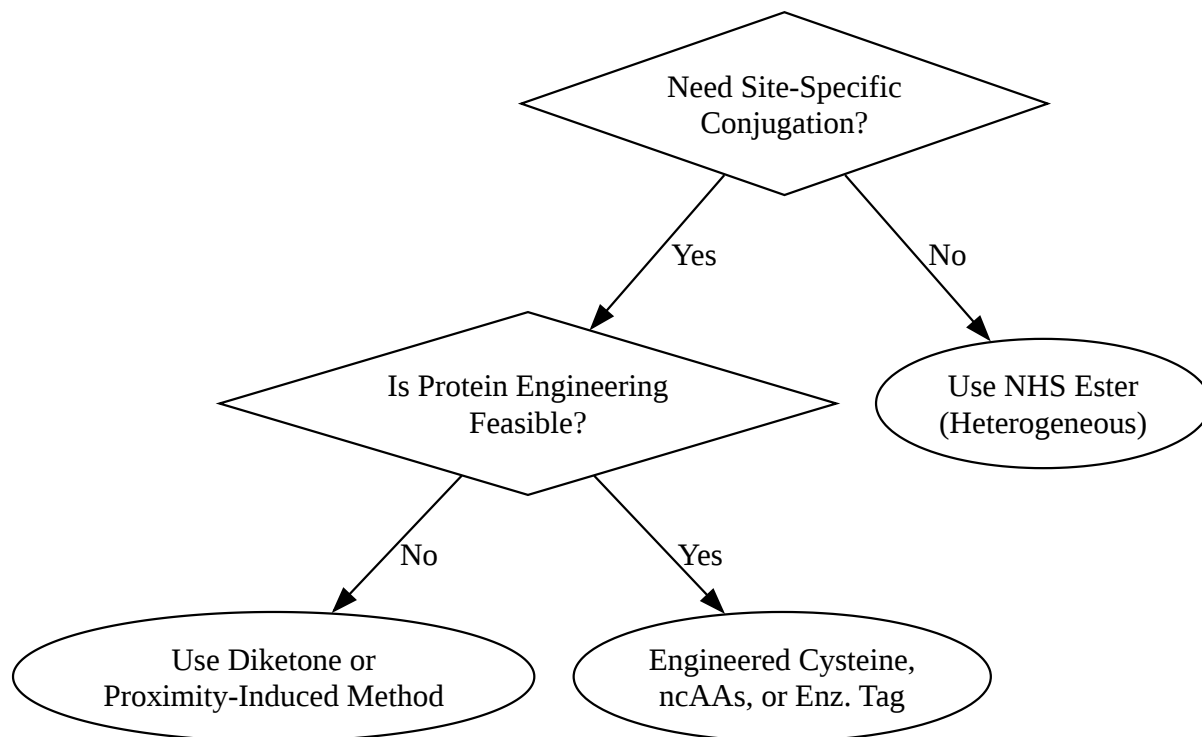 Need Site-Specific
Conjugation?
Yes
No
Is Protein Engineering
Feasible?
Use NHS Ester
(Heterogeneous)
No
Yes
Use Diketone or
Proximity-Induced Method
Engineered Cysteine,
ncAAs, or Enz. Tag